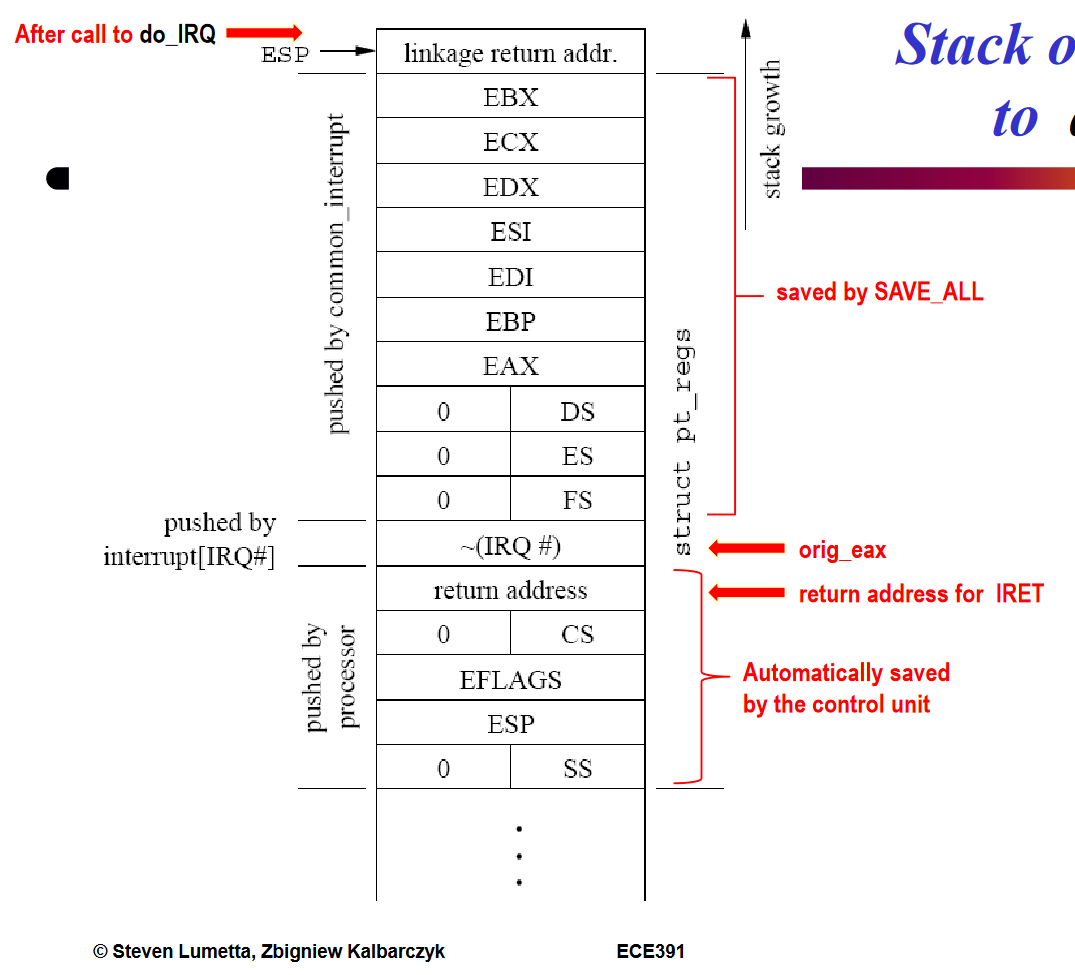 Stack o
to
After call to do_IRQ
ESP
linkage return addr.
EBX
ECX
EDX
ESI
EDI
EBP
EAX
0 DS
0 ES
0 FS
~(IRQ #)
return address
0 CS
EFLAGS
ESP
0 SS
pushed by common_interrupt
pushed by
interrupt[IRQ#]
pushed by
processor
stack growth
struct pt_regs
saved by SAVE_ALL
orig_eax
return address for IRET
Automatically saved
by the control unit
© Steven Lumetta, Zbigniew Kalbarczyk
ECE391